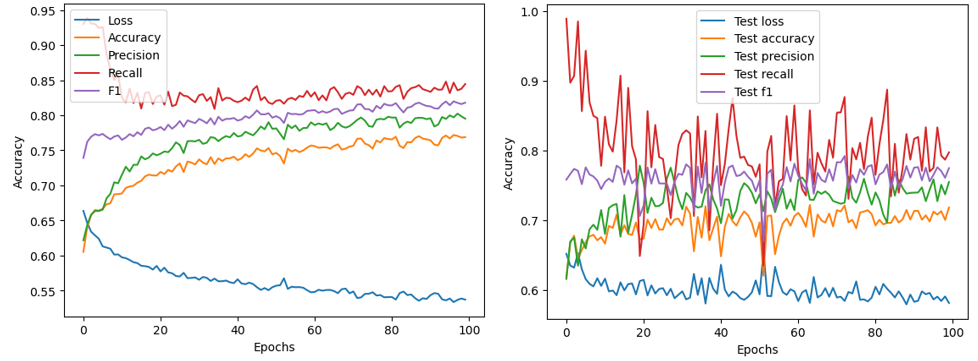 0.95
0.90
0.85
0.80
0.75
0.70
0.65
0.60
0.55
Accuracy
Loss
Accuracy
Precision
Recall
F1
0 20 40 60 80 100
Epochs
1.0
0.9
0.8
0.7
0.6
Accuracy
Test loss
Test accuracy
Test precision
Test recall
Test f1
0 20 40 60 80 100
Epochs